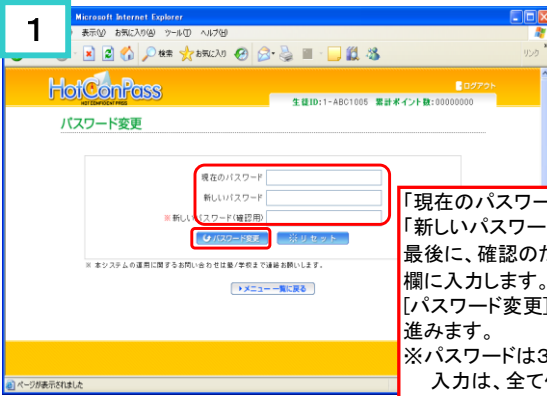 1
Microsoft Internet Explorer
表示(V) お気に入り(A) ツール(T) ヘルプ(H)
検索 お気に入り リンク
HotConPass
HOT CONFIDENT PRESS
ログアウト
生徒ID:1-ABC1005 累計ポイント数:00000000
パスワード変更
現在のパスワード
新しいパスワード
※新しいパスワード(確認用)
パスワード変更 リセット
※ 本システムの運用に関するお問い合わせは塾/学校まで連絡お願いします。
メニュー一覧に戻る
「現在のパスワー
「新しいパスワー
最後に、確認のた
欄に入力します。
[パスワード変更]
進みます。
※パスワードは3
入力は、全て
ページが表示されました